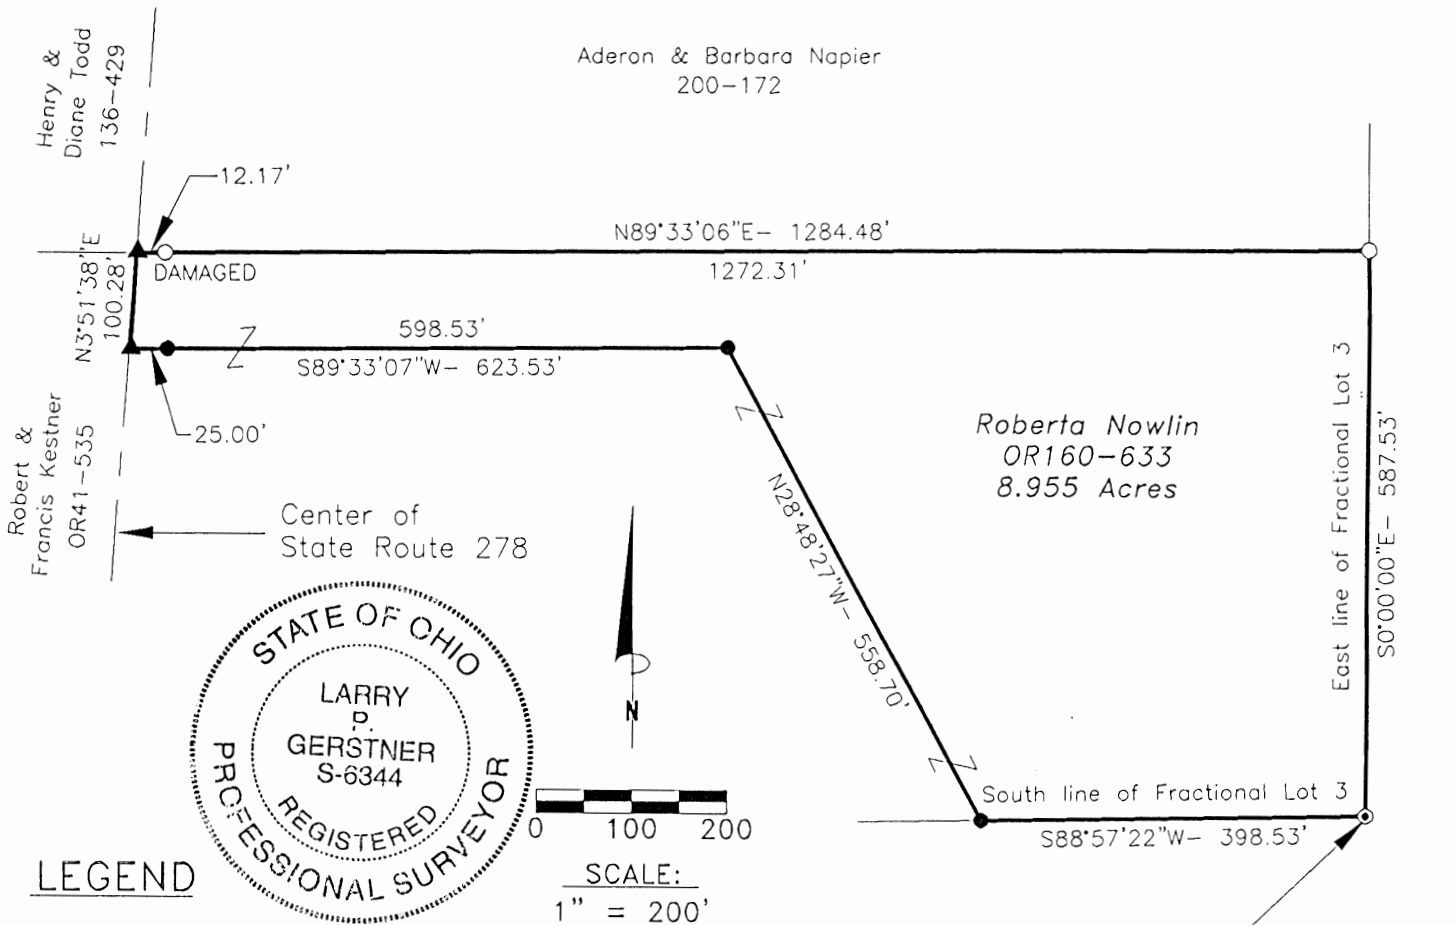 Henry &
Diane Todd
136-429
Aderon & Barbara Napier
200-172
12.17'
N89°33'06"E- 1284.48'
1272.31'
DAMAGED
N3°51'38"E
100.28'
598.53'
S89°33'07"W- 623.53'
25.00'
Robert &
Francis Kestner
OR41-535
Center of
State Route 278
N28°48'27"W- 558.70'
Roberta Nowlin
OR160-633
8.955 Acres
East line of Fractional Lot 3
S0°00'00"E- 587.53'
South line of Fractional Lot 3
S88°57'22"W- 398.53'
STATE OF OHIO
LARRY
P.
GERSTNER
S-6344
REGISTERED
PROFESSIONAL SURVEYOR
N
0 100 200
SCALE:
1" = 200'
LEGEND